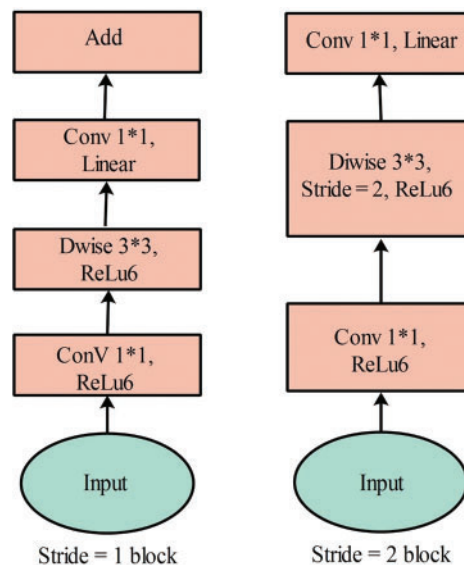 Add
Conv 1*1,
Linear
Dwise 3*3,
ReLu6
ConV 1*1,
ReLu6
Input
Stride = 1 block
Conv 1*1, Linear
Diwise 3*3,
Stride = 2, ReLu6
Conv 1*1,
ReLu6
Input
Stride = 2 block